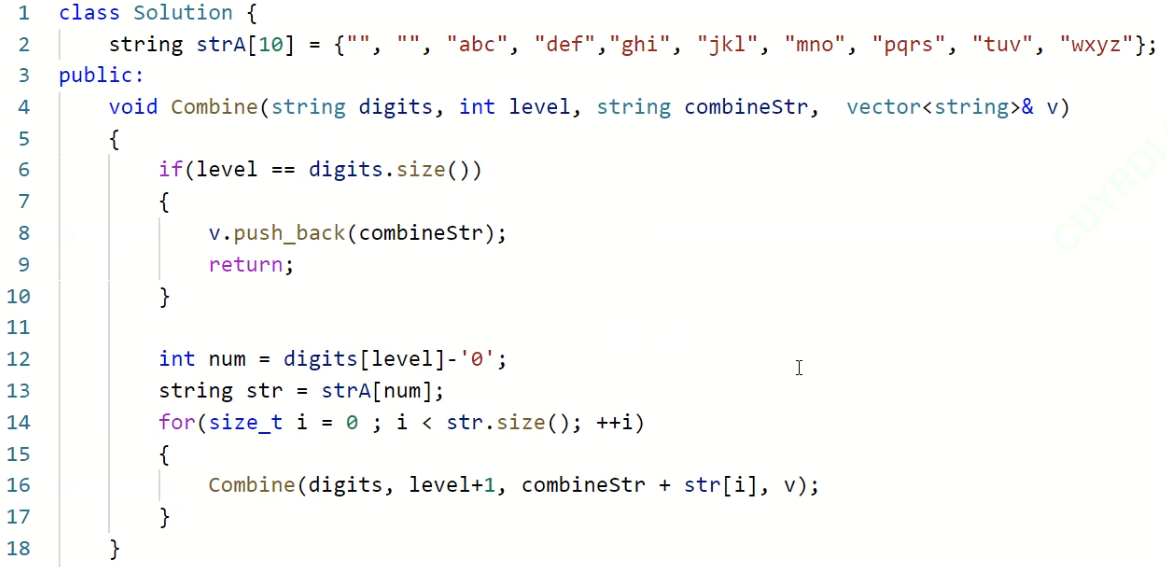 1 class Solution {
2 string strA[10] = {"", "", "abc", "def","ghi", "jkl", "mno", "pqrs", "tuv", "wxyz"};
3 public:
4 void Combine(string digits, int level, string combineStr, vector<string>& v)
5 {
6 if(level == digits.size())
7 {
8 v.push_back(combineStr);
9 return;
10 }
11
12 int num = digits[level]-'0';
13 string str = strA[num];
14 for(size_t i = 0 ; i < str.size(); ++i)
15 {
16 Combine(digits, level+1, combineStr + str[i], v);
17 }
18 }